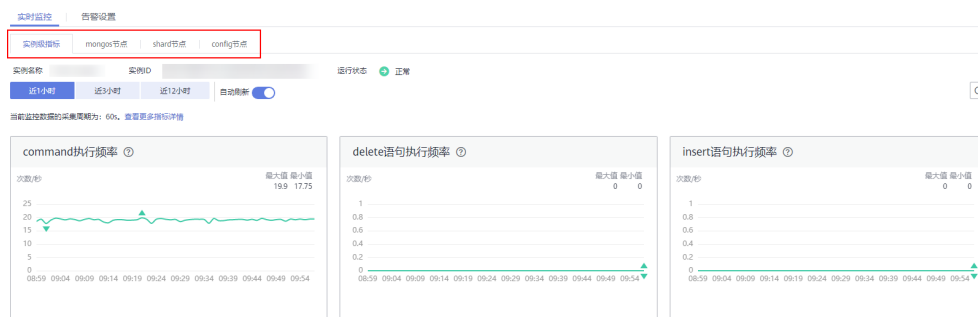 实时监控 告警设置
实例级指标 mongos节点 shard节点 config节点
实例名称 实例ID 运行状态 正常
近1小时 近3小时 近12小时 自动刷新
当前监控数据的采集周期为：60s。查看更多指标详情
command执行频率
次数/秒 最大值 最小值
19.9 17.75
25
20
15
10
5
0
08:59 09:04 09:09 09:14 09:19 09:24 09:29 09:34 09:39 09:44 09:49 09:54
delete语句执行频率
次数/秒 最大值 最小值
0 0
1
0.8
0.6
0.4
0.2
0
08:59 09:04 09:09 09:14 09:19 09:24 09:29 09:34 09:39 09:44 09:49 09:54
insert语句执行频率
次数/秒 最大值 最小值
0 0
1
0.8
0.6
0.4
0.2
0
08:59 09:04 09:09 09:14 09:19 09:24 09:29 09:34 09:39 09:44 09:49 09:54